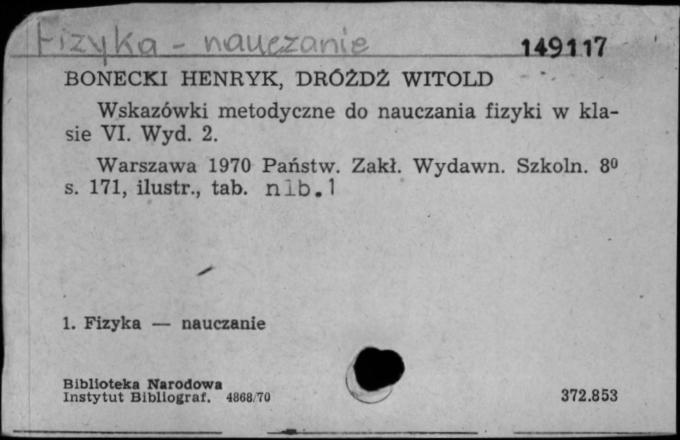 Fizyka - nauczanie
149117
BONECKI HENRYK, DRÓŻDŻ WITOLD
Wskazówki metodyczne do nauczania fizyki w kla-
sie VI. Wyd. 2.
Warszawa 1970 Państw. Zakł. Wydawn. Szkoln. 8⁰
s. 171, ilustr., tab. nlb.1
1. Fizyka — nauczanie
Biblioteka Narodowa
Instytut Bibliograf. 4868/70
372.853